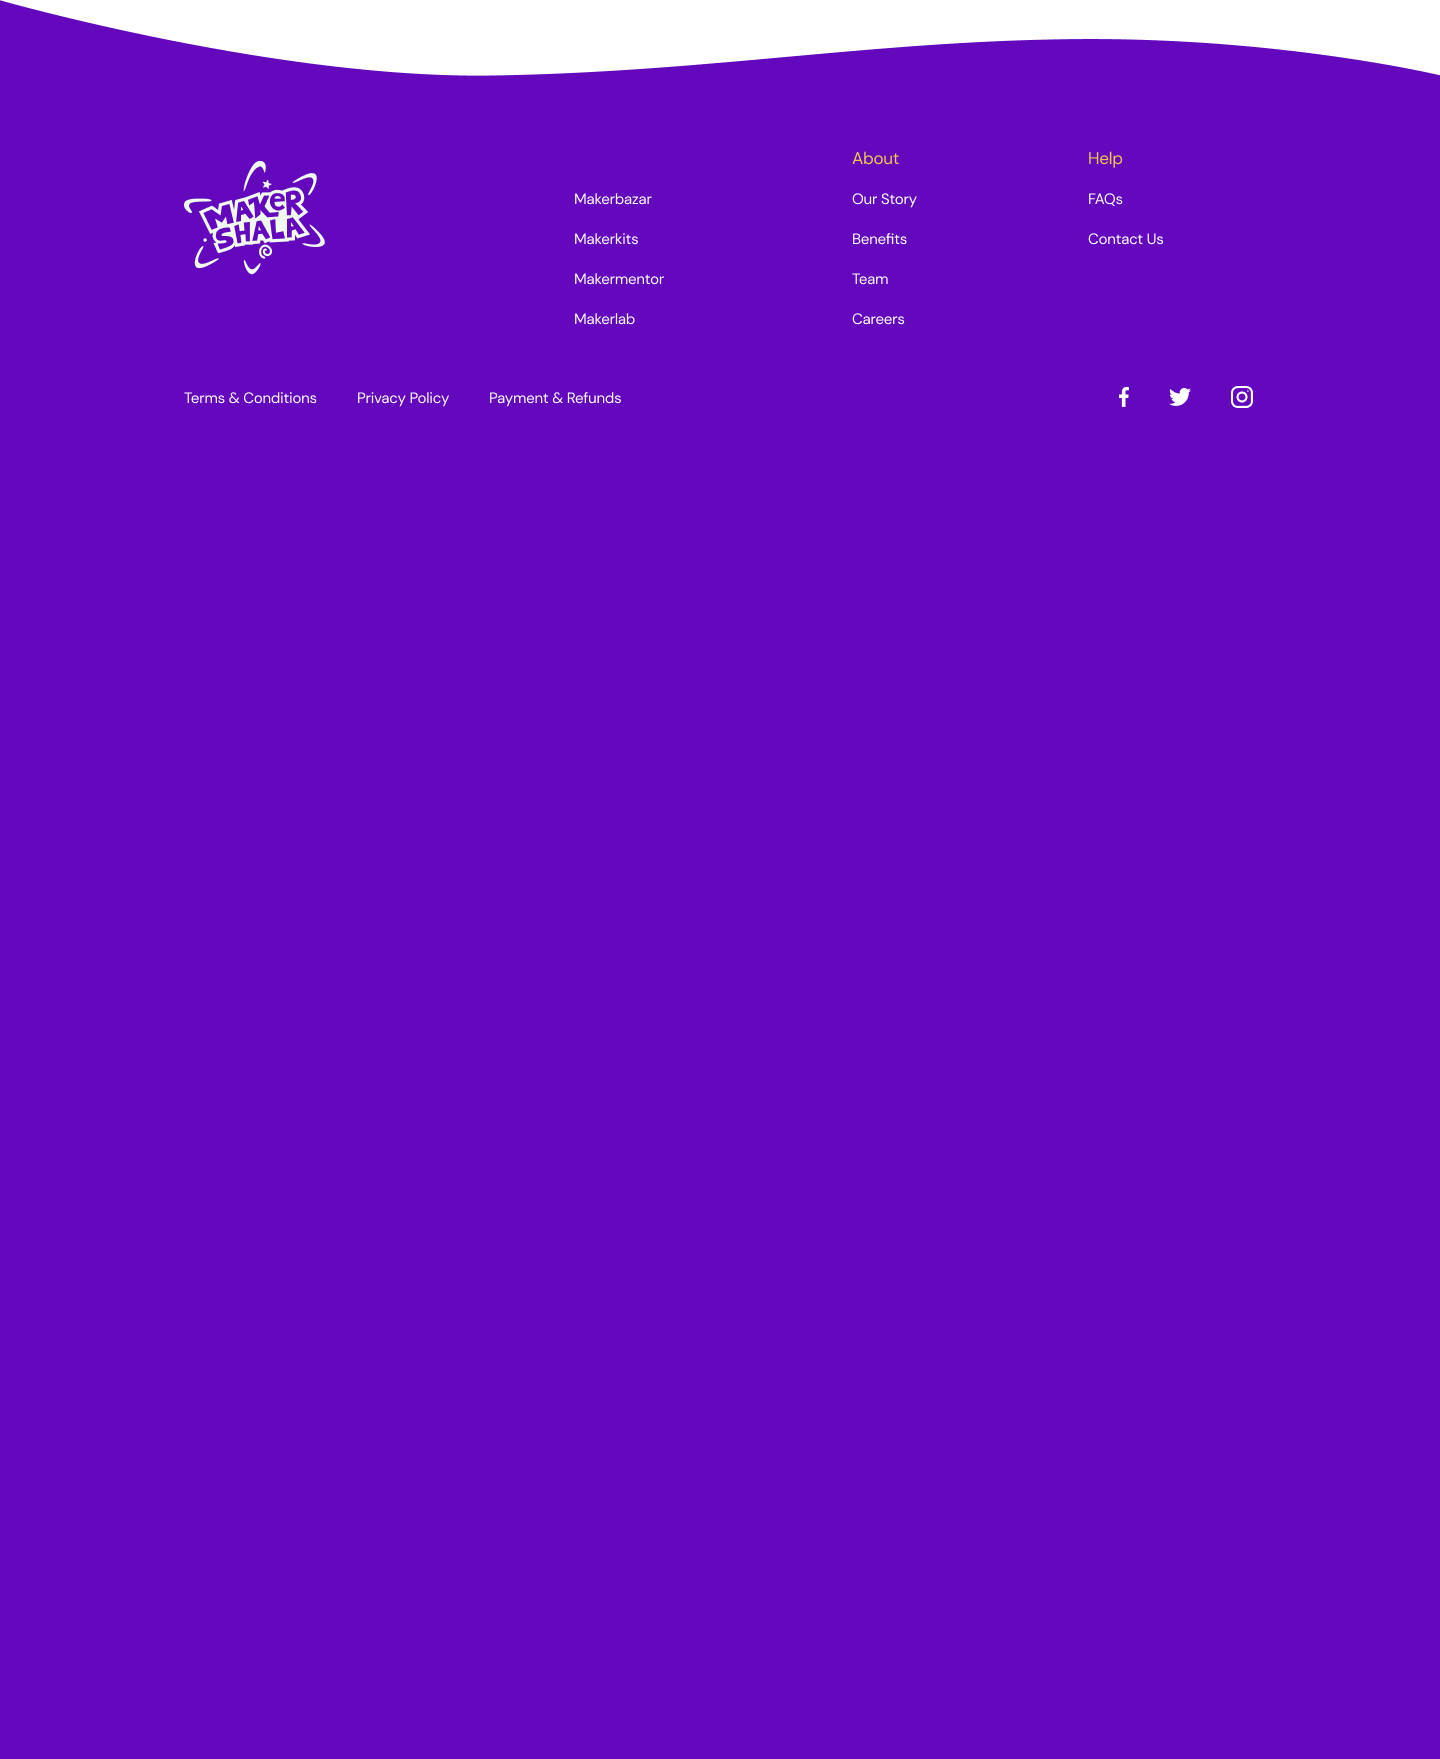 MAKER
SHALA
Makerbazar
Makerkits
Makermentor
Makerlab
About
Our Story
Benefits
Team
Careers
Help
FAQs
Contact Us
Terms & Conditions
Privacy Policy
Payment & Refunds